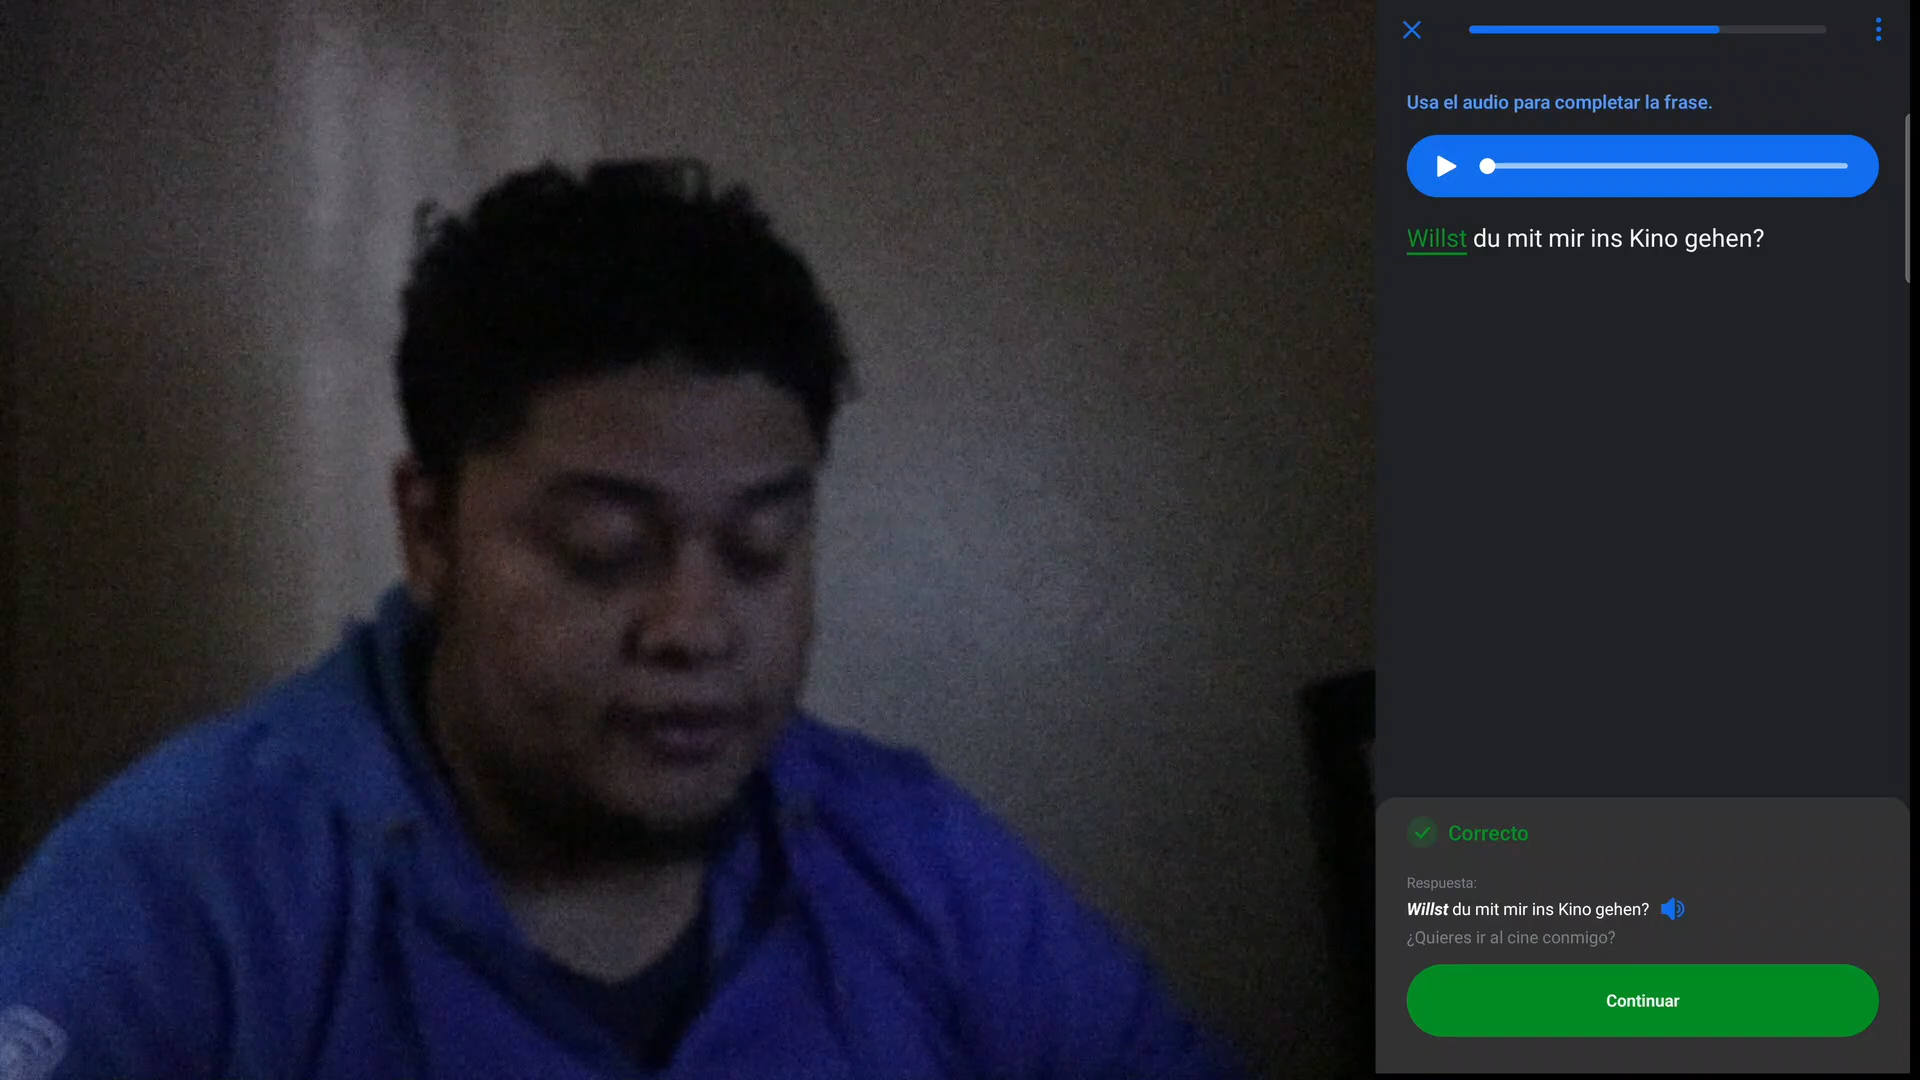 Usa el audio para completar la frase.
Willst du mit mir ins Kino gehen?
Correcto
Respuesta:
Willst du mit mir ins Kino gehen?
¿Quieres ir al cine conmigo?
Continuar